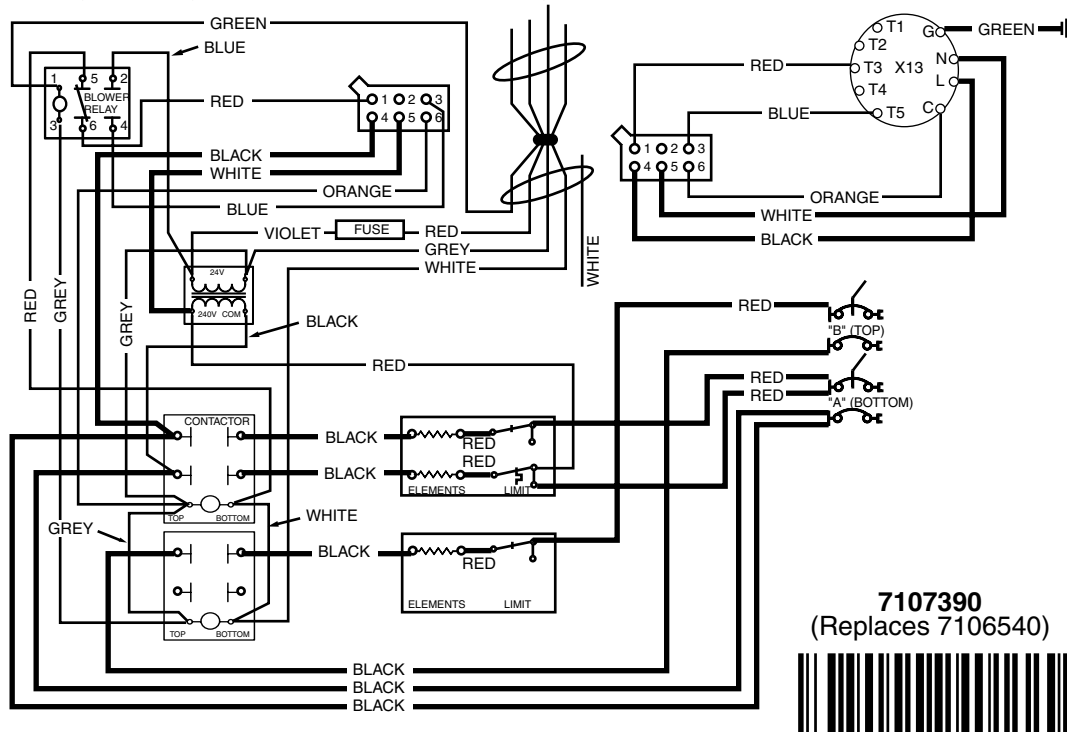 GREEN
BLUE
1 5 2
BLOWER
RELAY
3 6 4
RED
1 2 3
4 5 6
BLACK
WHITE
ORANGE
BLUE
VIOLET FUSE RED
GREY
WHITE
WHITE
24V
240V COM
BLACK
RED
GREY
GREY
RED
CONTACTOR
BLACK
RED
RED
BLACK
ELEMENTS LIMIT
TOP BOTTOM
WHITE
GREY
BLACK
RED
ELEMENTS LIMIT
TOP BOTTOM
BLACK
BLACK
BLACK
T1
T2
T3
T4
T5
X13
G
N
L
C
GREEN
RED
BLUE
1 2 3
4 5 6
ORANGE
WHITE
BLACK
RED
"B" (TOP)
RED
RED
"A" (BOTTOM)
7107390
(Replaces 7106540)